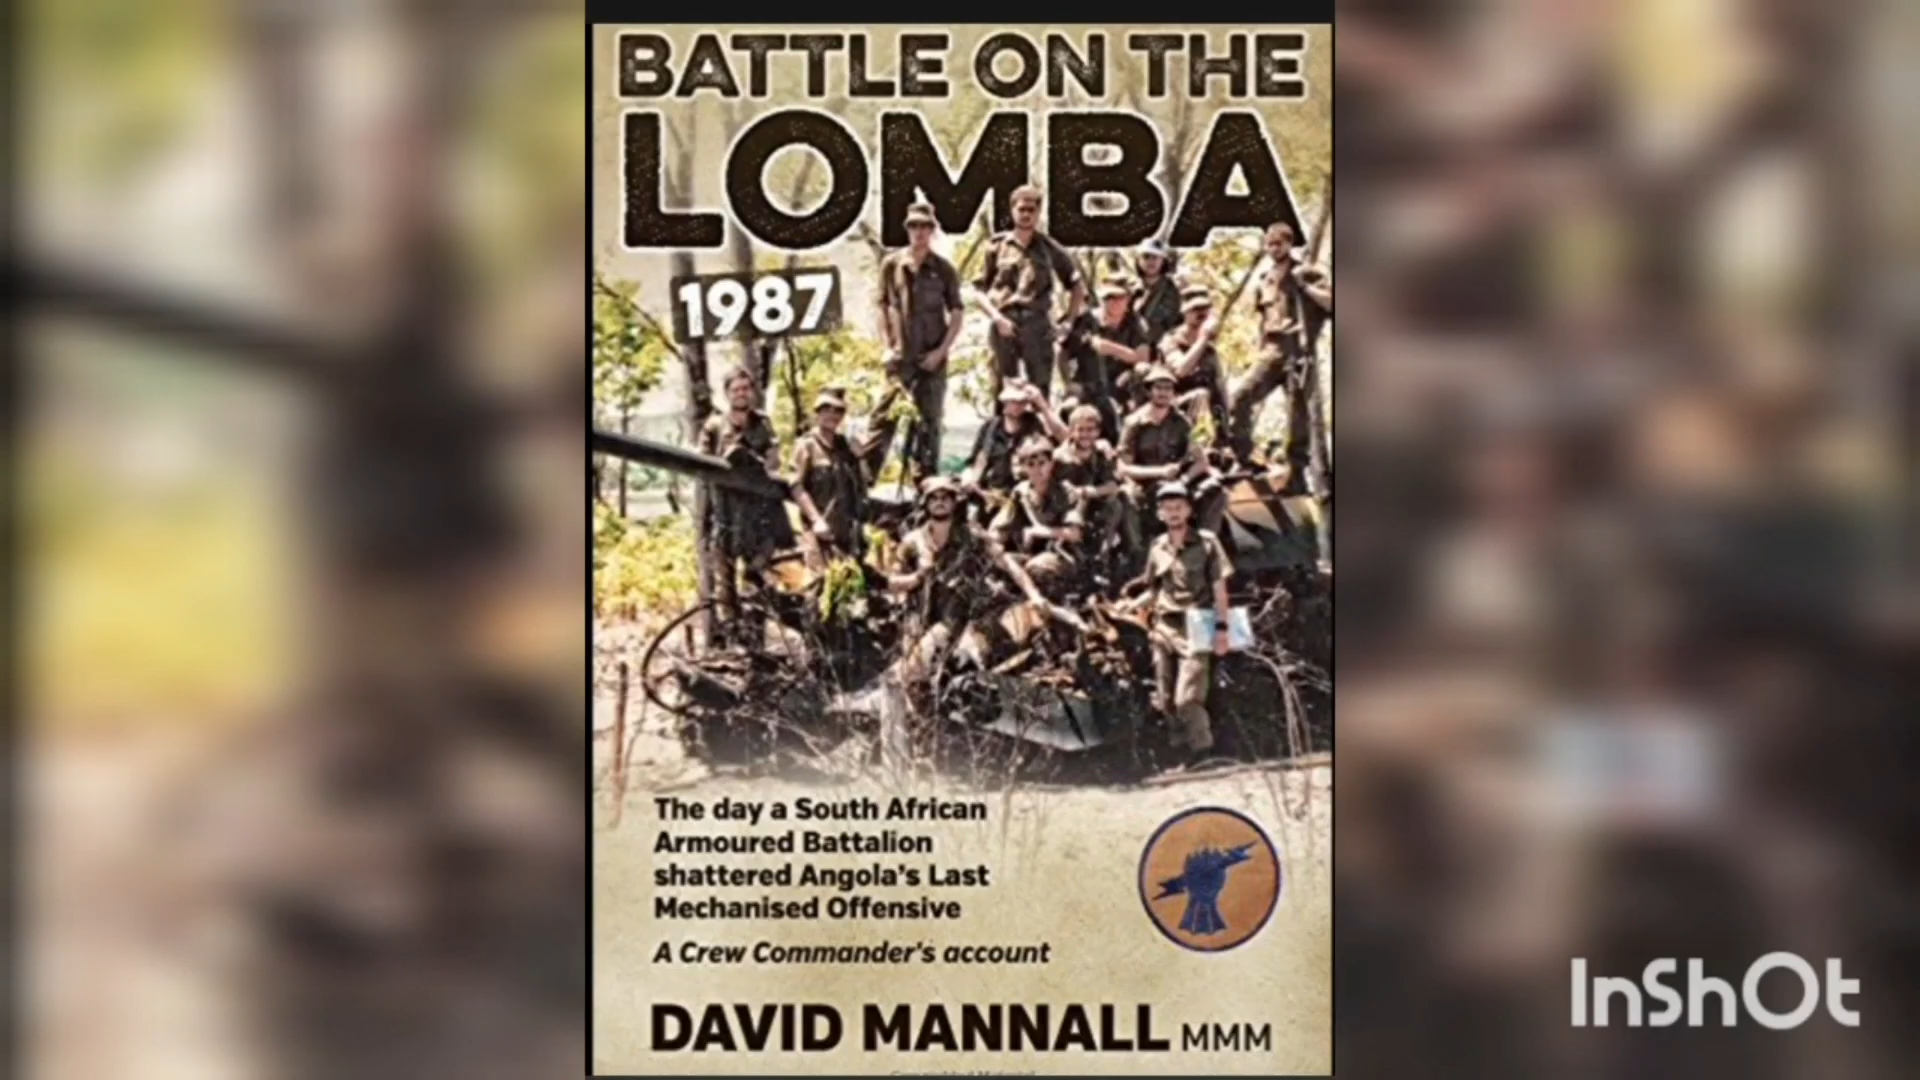 BATTLE ON THE
LOMBA
1987
The day a South African
Armoured Battalion
shattered Angola's Last
Mechanised Offensive
A Crew Commander's account
DAVID MANNALL MMM
InShOt